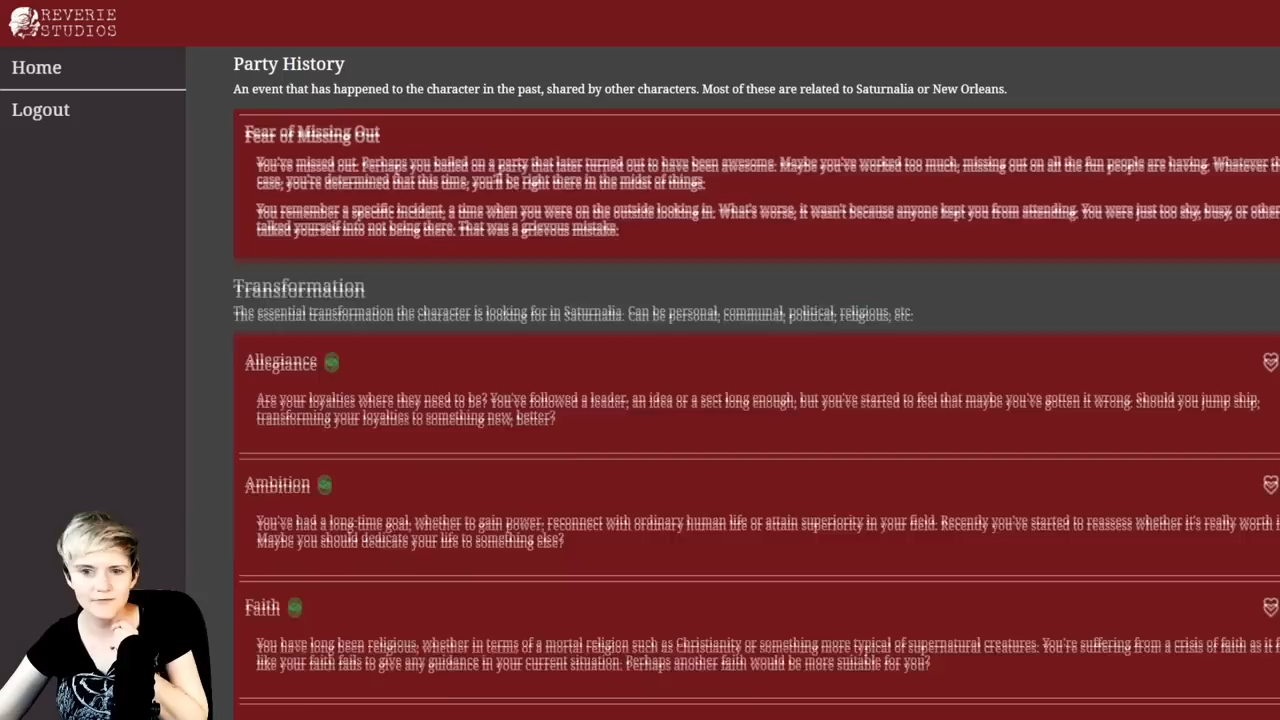 REVERIE
STUDIOS
Home
Logout
Party History
An event that has happened to the character in the past, shared by other characters. Most of these are related to Saturnalia or New Orleans.
Fear of Missing Out
You've missed out. Perhaps you bailed on a party that later turned out to have been awesome. Maybe you've worked too much, missing out on all the fun people are having. Whatever
case, you're determined that this time, you'll be right there in the midst of things.
You remember a specific incident, a time when you were on the outside looking in. What's worse, it wasn't because anyone kept you from attending. You were just too shy, busy, or
talked yourself into not being there. That was a grievous mistake.
Transformation
The essential transformation the character is looking for in Saturnalia. Can be personal, communal, political, religious, etc.
Allegiance
Are your loyalties where they need to be? You've followed a leader, an idea or a sect long enough, but you've started to feel that maybe you've gotten it wrong. Should you jump ship,
transforming your loyalties to something new, better?
Ambition
You've had a long-time goal, whether to gain power, reconnect with ordinary human life or attain superiority in your field. Recently you've started to reassess whether it's really worth
Maybe you should dedicate your life to something else?
Faith
You have long been religious, whether in terms of a mortal religion such as Christianity or something more typical of supernatural creatures. You're suffering from a crisis of faith as it
like your faith fails to give any guidance in your current situation. Perhaps another faith would be more suitable for you?